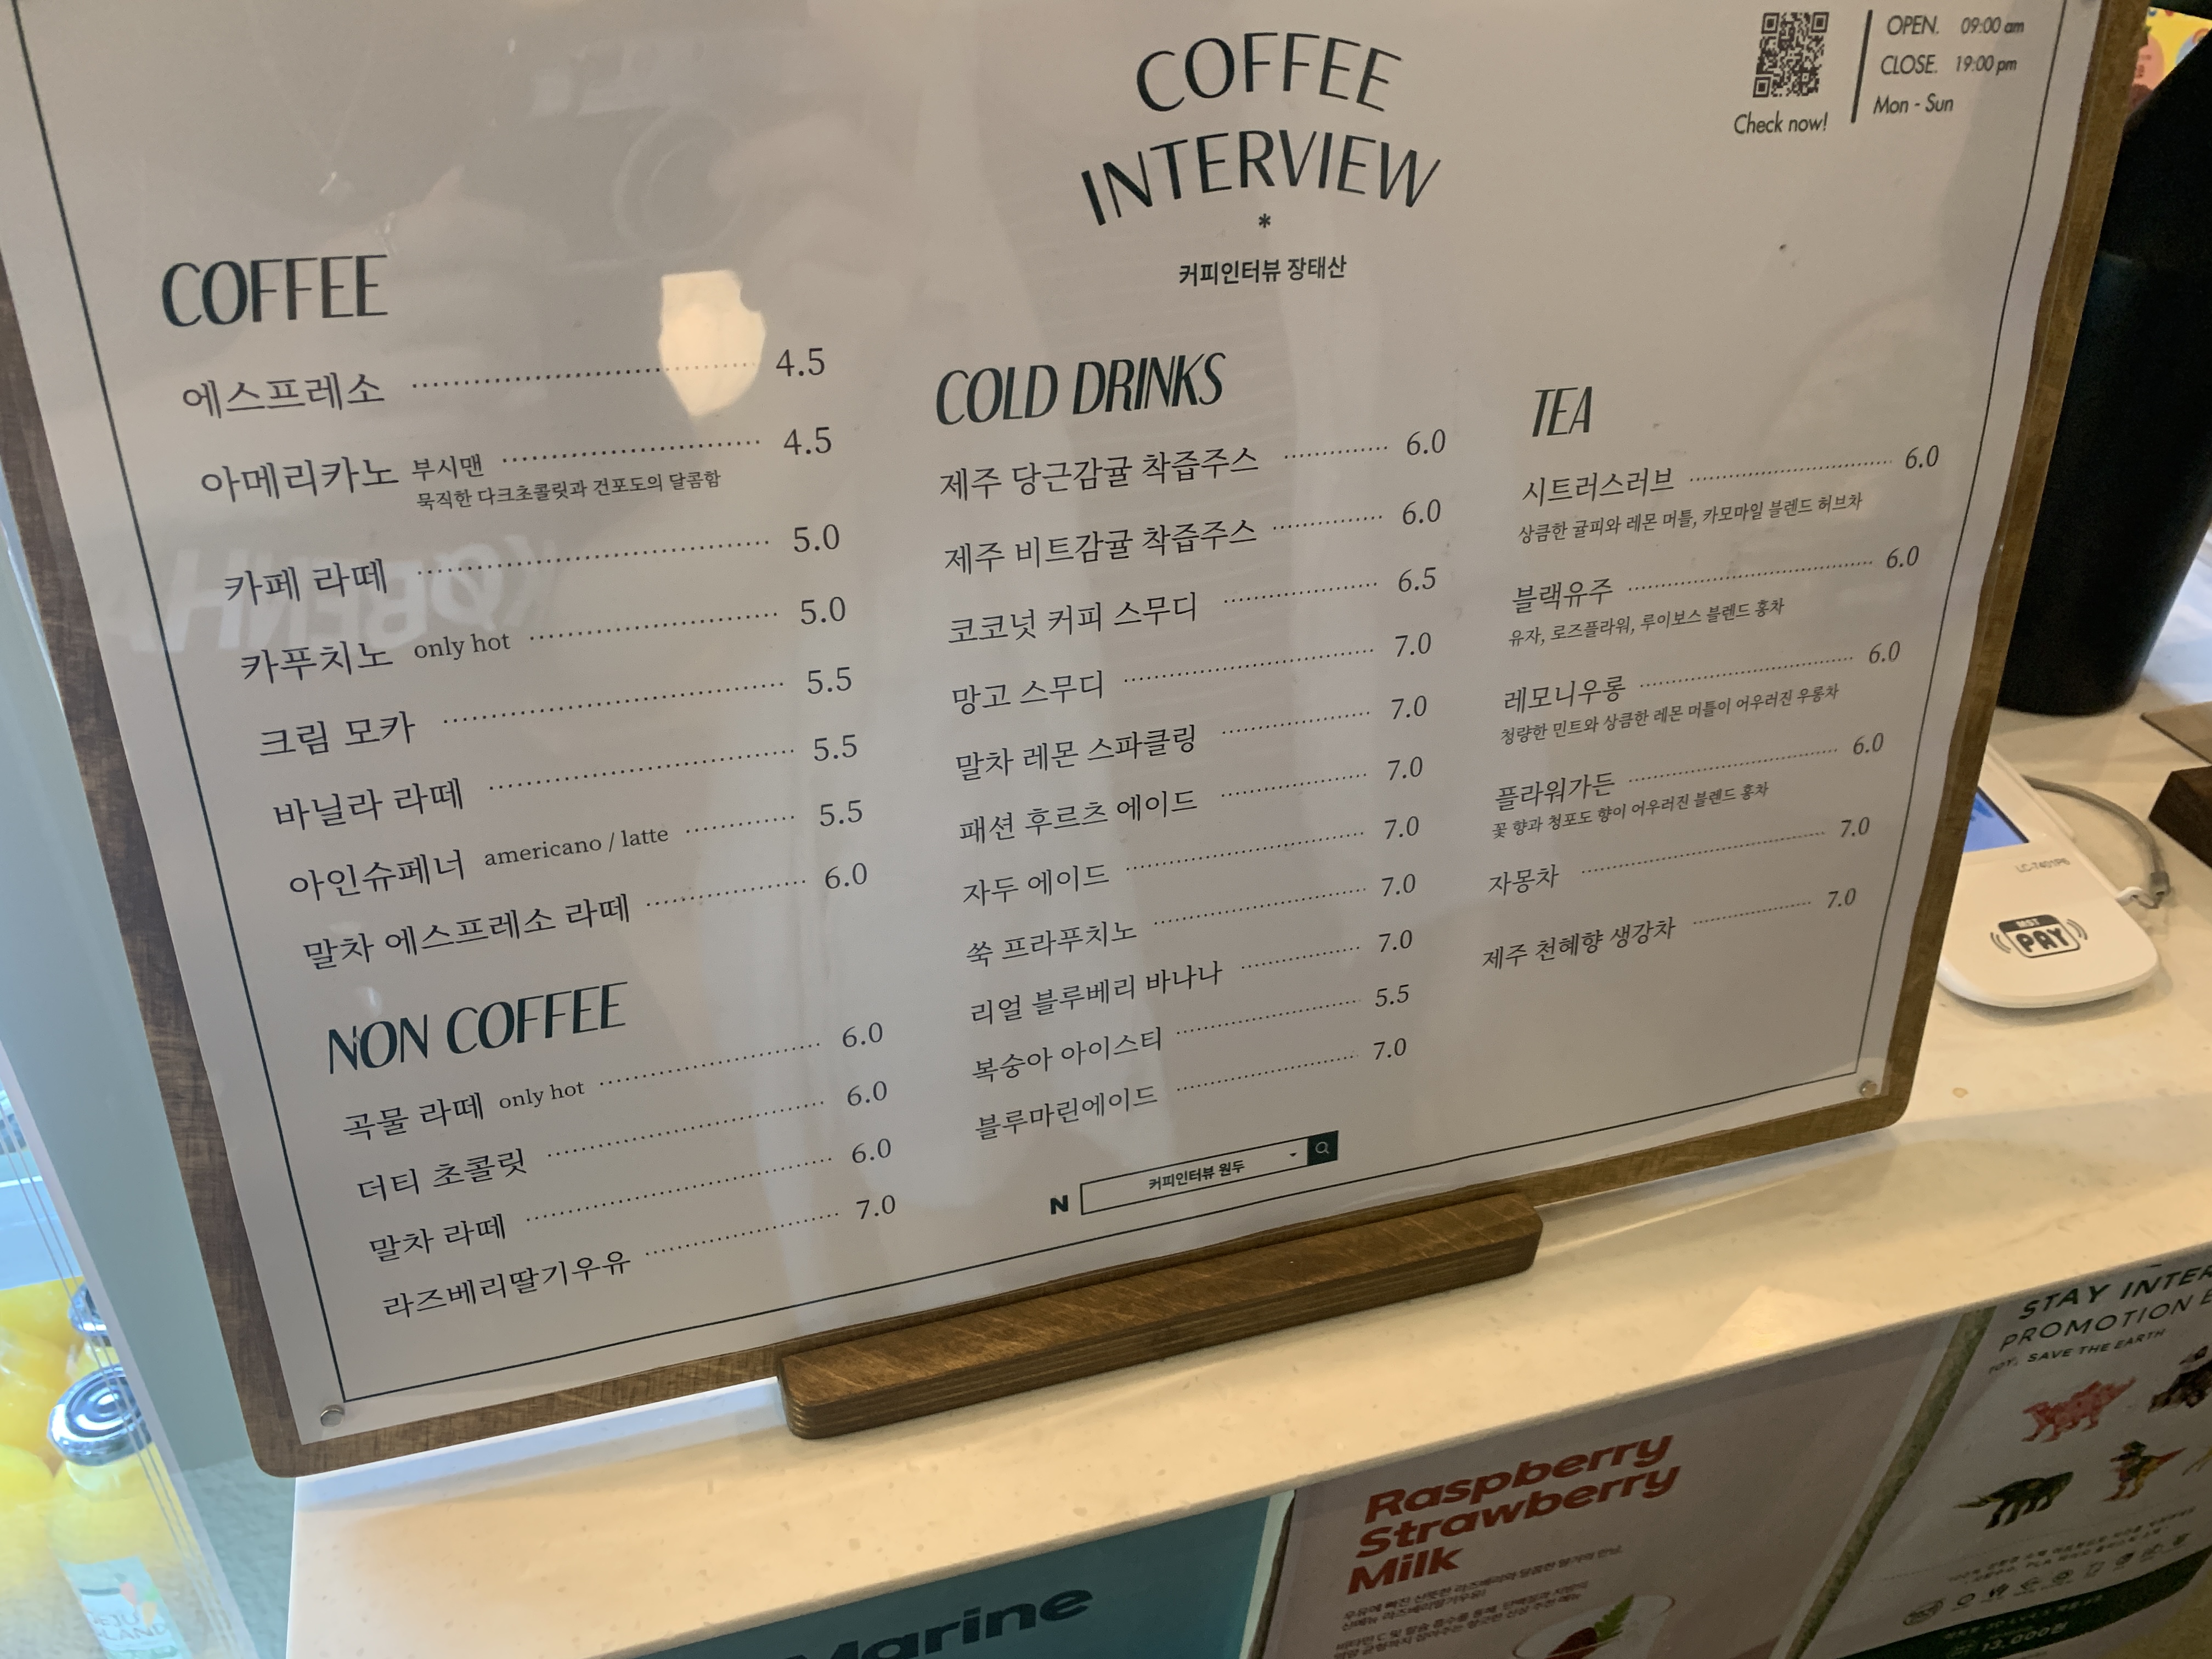 COFFEE
INTERVIEW
*
커피인터뷰 장태산
Check now!
OPEN. 09:00 am
CLOSE. 19:00 pm
Mon - Sun
COFFEE
에스프레소 4.5
아메리카노 부시맨 4.5
묵직한 다크초콜릿과 건포도의 달콤함
카페 라떼 5.0
카푸치노 only hot 5.0
크림 모카 5.5
바닐라 라떼 5.5
아인슈페너 americano / latte 5.5
말차 에스프레소 라떼 6.0
NON COFFEE
곡물 라떼 only hot 6.0
더티 초콜릿 6.0
말차 라떼 6.0
라즈베리딸기우유 7.0
COLD DRINKS
제주 당근감귤 착즙주스 6.0
제주 비트감귤 착즙주스 6.0
코코넛 커피 스무디 6.5
망고 스무디 7.0
말차 레몬 스파클링 7.0
패션 후르츠 에이드 7.0
자두 에이드 7.0
쑥 프라푸치노 7.0
리얼 블루베리 바나나 7.0
복숭아 아이스티 5.5
블루마린에이드 7.0
N 커피인터뷰 원두
TEA
시트러스러브 6.0
상큼한 귤피와 레몬 머틀, 카모마일 블렌드 허브차
블랙유주 6.0
유자, 로즈플라워, 루이보스 블렌드 홍차
레모니우롱 6.0
청량한 민트와 상큼한 레몬 머틀이 어우러진 우롱차
플라워가든 6.0
꽃 향과 청포도 향이 어우러진 블렌드 홍차
자몽차 7.0
제주 천혜향 생강차 7.0
PAY
Marine
Raspberry
Strawberry
Milk
STAY INTER
PROMOTION E
TOY, SAVE THE EARTH
13,000원